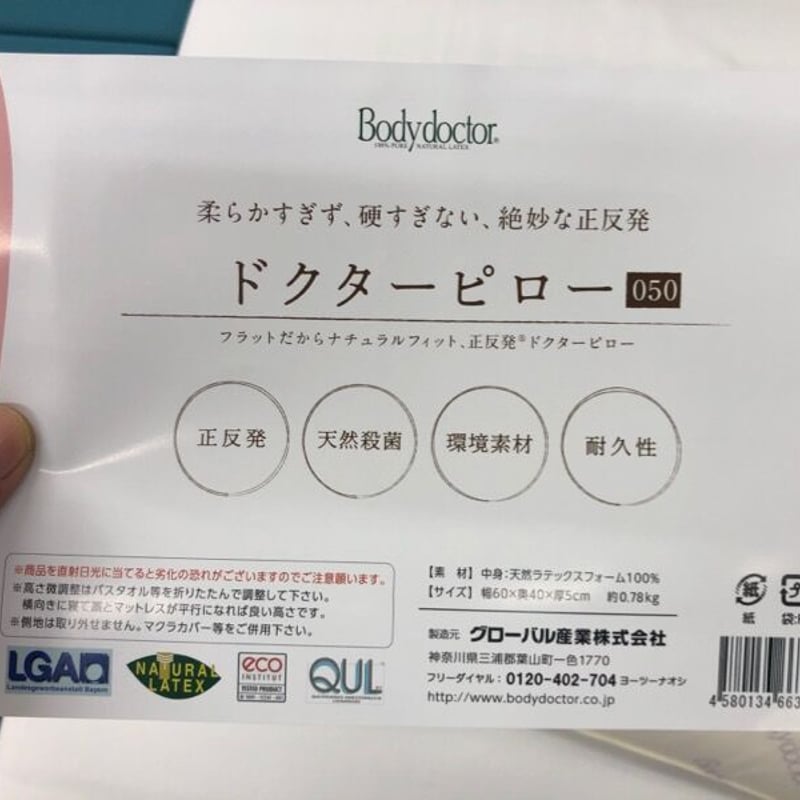 Bodydoctor®
100% PURE NATURAL LATEX
柔らかすぎず、硬すぎない、絶妙な正反発
ドクターピロー 050
フラットだからナチュラルフィット、正反発®ドクターピロー
正反発
天然殺菌
環境素材
耐久性
※商品を直射日光に当てると劣化の恐れがございますのでご注意願います。
※高さ微調整はバスタオル等を折りたたんで調整して下さい。
横向きに寝て高とマットレスが平行になれば良い高さです。
※側地は取り外せません。マクラカバー等をご併用下さい。
LGA
Landesgewerbeanstalt Bayern
NATURAL
LATEX
eco
INSTITUT
TESTED PRODUCT
QUL
【素 材】中身:天然ラテックスフォーム100%
【サイズ】幅60×奥40×厚5cm 約0.78kg
製造元 グローバル産業株式会社
神奈川県三浦郡葉山町一色1770
フリーダイヤル:0120-402-704 ヨーツーナオシ
http://www.bodydoctor.co.jp
紙
紙
袋:
4 580134 663